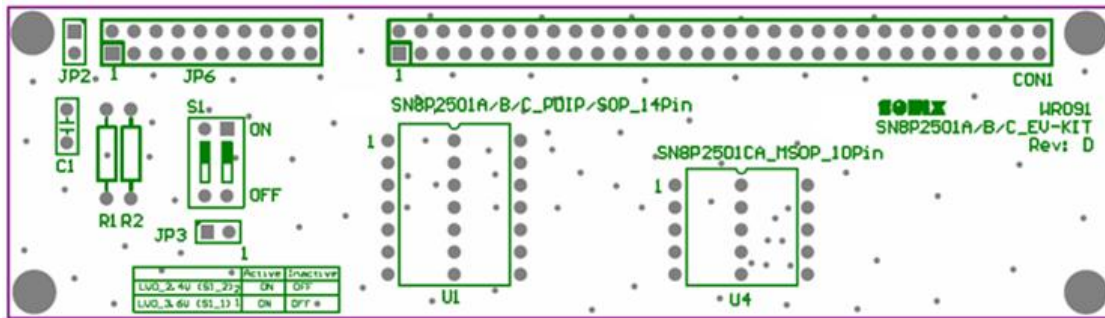 JP2
1
JP6
1
CON1
S1
ON
OFF
C1
R1 R2
JP3
1
SN8P2501A/B/C_PDIP/SOP_14Pin
1
U1
SN8P2501CA_MSOP_10Pin
1
U4
SONiX
WR091
SN8P2501A/B/C_EV-KIT
Rev: D
Active Inactive
LVD_2.4V (S1_2)2 ON OFF
LVD_3.6V (S1_1)1 ON OFF